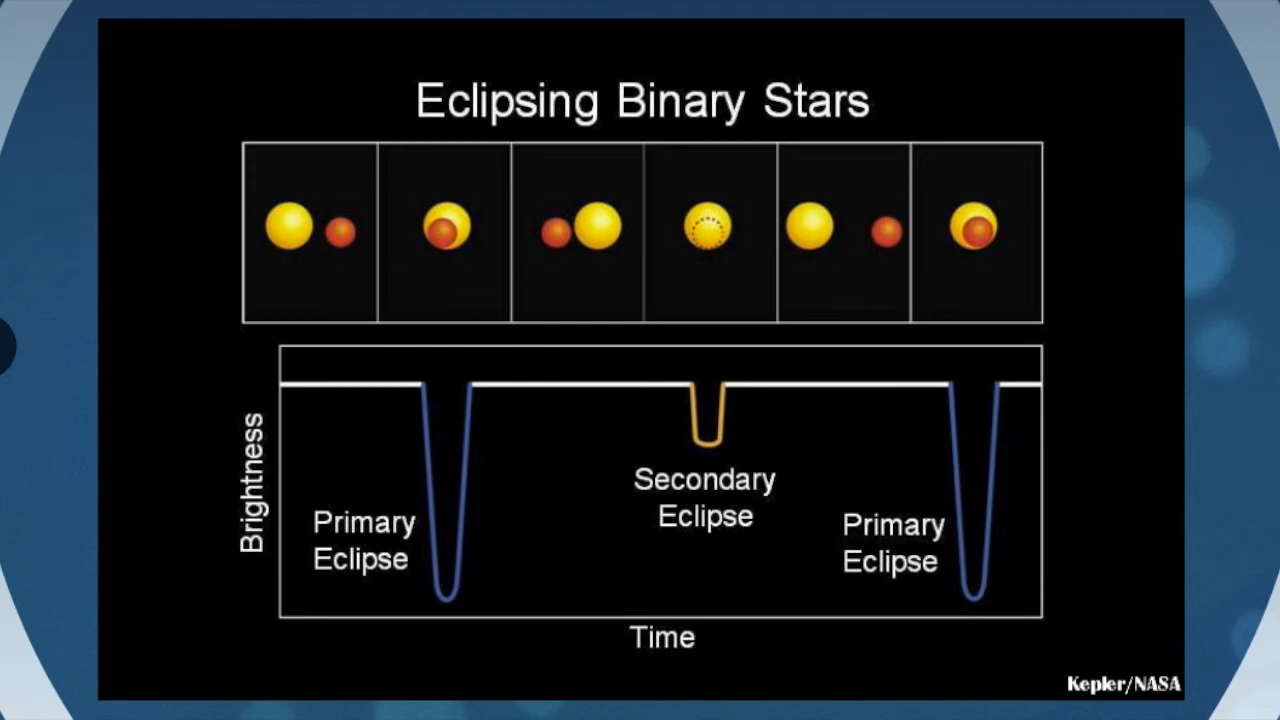 Eclipsing Binary Stars
Brightness
Primary
Eclipse
Secondary
Eclipse
Primary
Eclipse
Time
Kepler/NASA